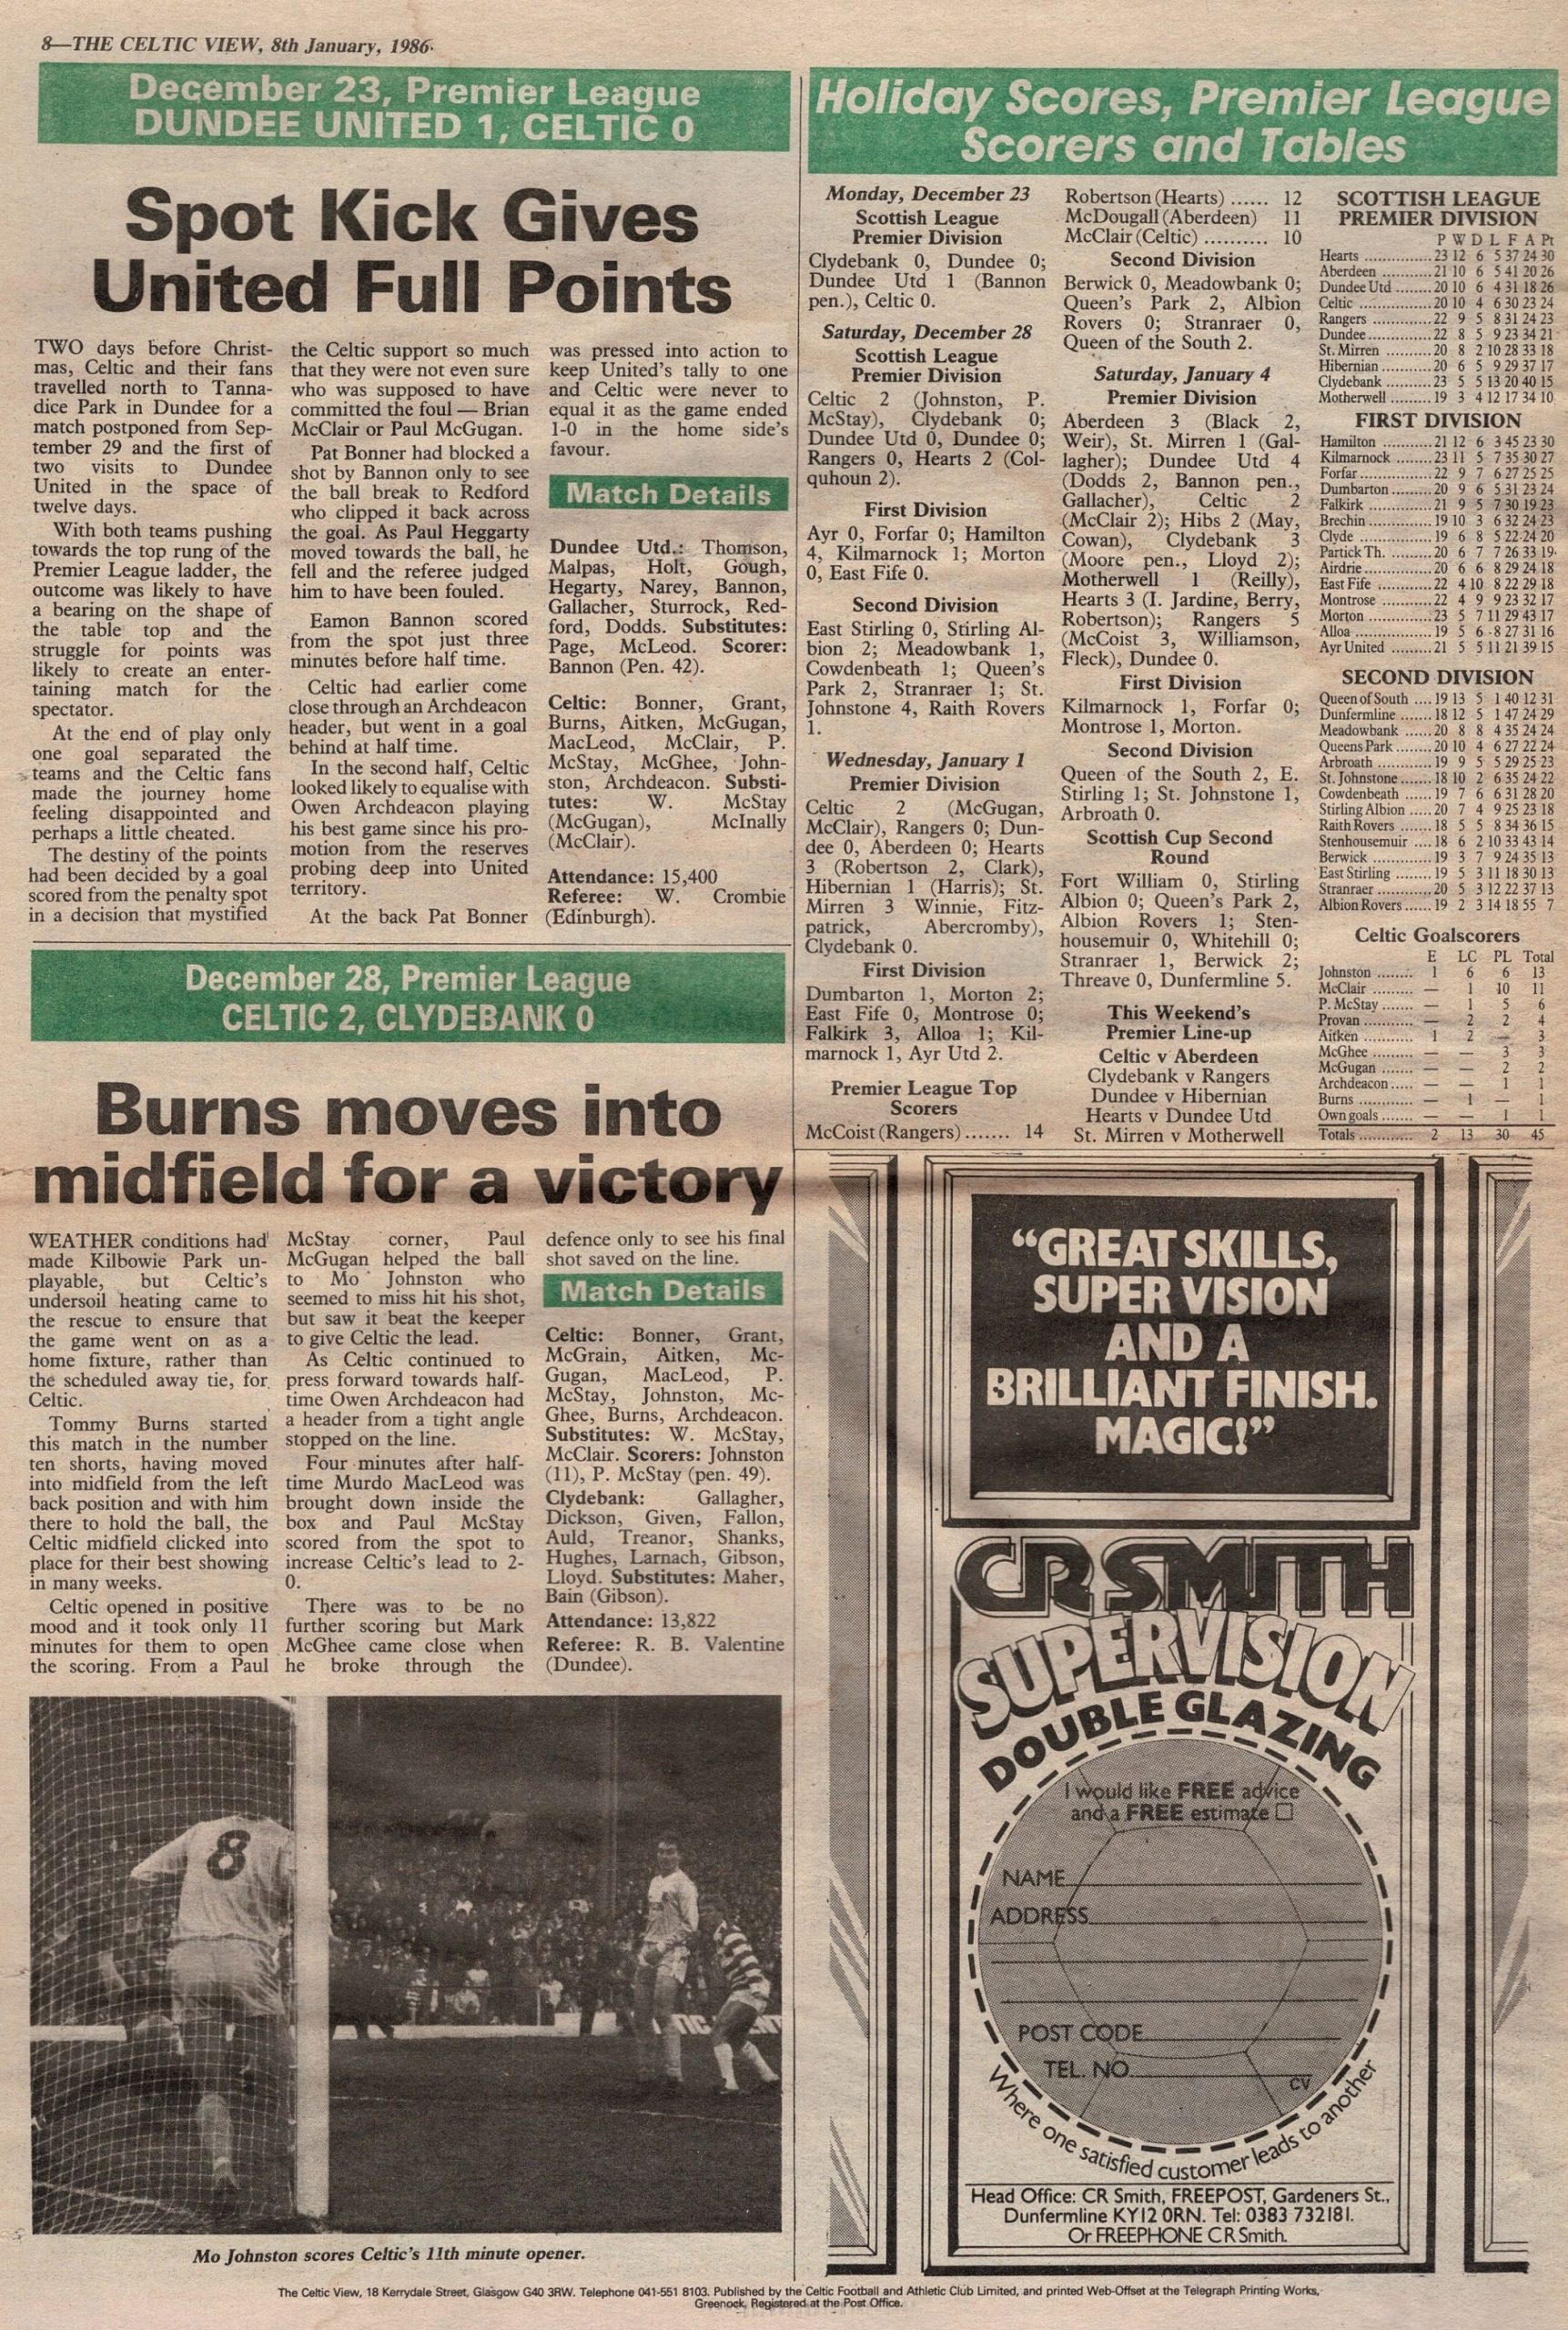 8—THE CELTIC VIEW, 8th January, 1986
December 23, Premier League
DUNDEE UNITED 1, CELTIC 0
Spot Kick Gives
United Full Points
TWO days before Christ-
mas, Celtic and their fans
travelled north to Tanna-
dice Park in Dundee for a
match postponed from Sep-
tember 29 and the first of
two visits to Dundee
United in the space of
twelve days.
With both teams pushing
towards the top rung of the
Premier League ladder, the
outcome was likely to have
a bearing on the shape of
the table top and the
struggle for points was
likely to create an enter-
taining match for the
spectator.
At the end of play only
one goal separated the
teams and the Celtic fans
made the journey home
feeling disappointed and
perhaps a little cheated.
The destiny of the points
had been decided by a goal
scored from the penalty spot
in a decision that mystified
the Celtic support so much
that they were not even sure
who was supposed to have
committed the foul — Brian
McClair or Paul McGugan.
Pat Bonner had blocked a
shot by Bannon only to see
the ball break to Redford
who clipped it back across
the goal. As Paul Heggarty
moved towards the ball, he
fell and the referee judged
him to have been fouled.
Eamon Bannon scored
from the spot just three
minutes before half time.
Celtic had earlier come
close through an Archdeacon
header, but went in a goal
behind at half time.
In the second half, Celtic
looked likely to equalise with
Owen Archdeacon playing
his best game since his pro-
motion from the reserves
probing deep into United
territory.
At the back Pat Bonner
was pressed into action to
keep United's tally to one
and Celtic were never to
equal it as the game ended
1-0 in the home side's
favour.
Match Details
Dundee Utd.: Thomson,
Malpas, Holt, Gough,
Hegarty, Narey, Bannon,
Gallacher, Sturrock, Red-
ford, Dodds. Substitutes:
Page, McLeod. Scorer:
Bannon (Pen. 42).
Celtic: Bonner, Grant,
Burns, Aitken, McGugan,
MacLeod, McClair, P.
McStay, McGhee, John-
ston, Archdeacon. Substi-
tutes: W. McStay
(McGugan), McInally
(McClair).
Attendance: 15,400
Referee: W. Crombie
(Edinburgh).
December 28, Premier League
CELTIC 2, CLYDEBANK 0
Burns moves into
midfield for a victory
WEATHER conditions had
made Kilbowie Park un-
playable, but Celtic's
undersoil heating came to
the rescue to ensure that
the game went on as a
home fixture, rather than
the scheduled away tie, for
Celtic.
Tommy Burns started
this match in the number
ten shorts, having moved
into midfield from the left
back position and with him
there to hold the ball, the
Celtic midfield clicked into
place for their best showing
in many weeks.
Celtic opened in positive
mood and it took only 11
minutes for them to open
the scoring. From a Paul
McStay corner, Paul
McGugan helped the ball
to Mo Johnston who
seemed to miss hit his shot,
but saw it beat the keeper
to give Celtic the lead.
As Celtic continued to
press forward towards half-
time Owen Archdeacon had
a header from a tight angle
stopped on the line.
Four minutes after half-
time Murdo MacLeod was
brought down inside the
box and Paul McStay
scored from the spot to
increase Celtic's lead to 2-
0.
There was to be no
further scoring but Mark
McGhee came close when
he broke through the
defence only to see his final
shot saved on the line.
Match Details
Celtic: Bonner, Grant,
McGrain, Aitken, Mc-
Gugan, MacLeod, P.
McStay, Johnston, Mc-
Ghee, Burns, Archdeacon.
Substitutes: W. McStay,
McClair. Scorers: Johnston
(11), P. McStay (pen. 49).
Clydebank: Gallagher,
Dickson, Given, Fallon,
Auld, Treanor, Shanks,
Hughes, Larnach, Gibson,
Lloyd. Substitutes: Maher,
Bain (Gibson).
Attendance: 13,822
Referee: R. B. Valentine
(Dundee).
8
Mo Johnston scores Celtic's 11th minute opener.
Holiday Scores, Premier League
Scorers and Tables
Monday, December 23
Scottish League
Premier Division
Clydebank 0, Dundee 0;
Dundee Utd 1 (Bannon
pen.), Celtic 0.
Saturday, December 28
Scottish League
Premier Division
Celtic 2 (Johnston, P.
McStay), Clydebank 0;
Dundee Utd 0, Dundee 0;
Rangers 0, Hearts 2 (Col-
quhoun 2).
First Division
Ayr 0, Forfar 0; Hamilton
4, Kilmarnock 1; Morton
0, East Fife 0.
Second Division
East Stirling 0, Stirling Al-
bion 2; Meadowbank 1,
Cowdenbeath 1; Queen's
Park 2, Stranraer 1; St.
Johnstone 4, Raith Rovers
1.
Wednesday, January 1
Premier Division
Celtic 2 (McGugan,
McClair), Rangers 0; Dun-
dee 0, Aberdeen 0; Hearts
3 (Robertson 2, Clark),
Hibernian 1 (Harris); St.
Mirren 3 Winnie, Fitz-
patrick, Abercromby),
Clydebank 0.
First Division
Dumbarton 1, Morton 2;
East Fife 0, Montrose 0;
Falkirk 3, Alloa 1; Kil-
marnock 1, Ayr Utd 2.
Premier League Top
Scorers
McCoist (Rangers) ....... 14
Robertson (Hearts) ...... 12
McDougall (Aberdeen) 11
McClair (Celtic) .......... 10
Second Division
Berwick 0, Meadowbank 0;
Queen's Park 2, Albion
Rovers 0; Stranraer 0,
Queen of the South 2.
Saturday, January 4
Premier Division
Aberdeen 3 (Black 2,
Weir), St. Mirren 1 (Gal-
lagher); Dundee Utd 4
(Dodds 2, Bannon pen.,
Gallacher), Celtic 2
(McClair 2); Hibs 2 (May,
Cowan), Clydebank 3
(Moore pen., Lloyd 2);
Motherwell 1 (Reilly),
Hearts 3 (I. Jardine, Berry,
Robertson); Rangers 5
(McCoist 3, Williamson,
Fleck), Dundee 0.
First Division
Kilmarnock 1, Forfar 0;
Montrose 1, Morton.
Second Division
Queen of the South 2, E.
Stirling 1; St. Johnstone 1,
Arbroath 0.
Scottish Cup Second
Round
Fort William 0, Stirling
Albion 0; Queen's Park 2,
Albion Rovers 1; Sten-
housemuir 0, Whitehill 0;
Stranraer 1, Berwick 2;
Threave 0, Dunfermline 5.
This Weekend's
Premier Line-up
Celtic v Aberdeen
Clydebank v Rangers
Dundee v Hibernian
Hearts v Dundee Utd
St. Mirren v Motherwell
SCOTTISH LEAGUE
PREMIER DIVISION
P W D L F A Pt
Hearts ............ 23 12 6 5 37 24 30
Aberdeen ........... 21 10 6 5 41 20 26
Dundee Utd ........ 20 10 6 4 31 18 26
Celtic ............. 20 10 4 6 30 23 24
Rangers ............ 22 9 5 8 31 24 23
Dundee ............. 22 8 5 9 23 34 21
St. Mirren ......... 20 8 2 10 28 33 18
Hibernian .......... 20 6 5 9 29 37 17
Clydebank .......... 23 5 5 13 20 40 15
Motherwell ......... 19 3 4 12 17 34 10
FIRST DIVISION
Hamilton ........... 21 12 6 3 45 23 30
Kilmarnock ........ 23 11 5 7 35 30 27
Forfar ............. 22 9 7 6 27 25 25
Dumbarton ......... 20 9 6 5 31 23 24
Falkirk ............ 21 9 5 7 30 19 23
Brechin ............ 19 10 3 6 32 24 23
Clyde .............. 19 6 8 5 22 24 20
Partick Th. ........ 20 6 7 7 26 33 19
Airdrie ............ 20 6 6 8 29 24 18
East Fife .......... 22 4 10 8 22 29 18
Montrose ........... 22 4 9 9 23 32 17
Morton ............. 23 5 7 11 29 43 17
Alloa .............. 19 5 6 8 27 31 16
Ayr United ......... 21 5 5 11 21 39 15
SECOND DIVISION
Queen of South .... 19 13 5 1 40 12 31
Dunfermline ....... 18 12 5 1 47 24 29
Meadowbank ........ 20 8 8 4 35 24 24
Queens Park ....... 20 10 4 6 27 22 24
Arbroath .......... 19 9 5 5 29 25 23
St. Johnstone ..... 18 10 2 6 35 24 22
Cowdenbeath ...... 19 7 6 6 31 28 20
Stirling Albion .... 20 7 4 9 25 23 18
Raith Rovers ....... 18 5 5 8 34 36 15
Stenhousemuir .... 18 6 2 10 33 43 14
Berwick ............ 19 3 7 9 24 35 13
East Stirling ...... 19 5 3 11 18 30 13
Stranraer .......... 20 5 3 12 22 37 13
Albion Rovers ...... 19 2 3 14 18 55 7
Celtic Goalscorers
E LC PL Total
Johnston ........ 1 6 6 13
McClair ......... — 1 10 11
P. McStay ....... — 1 5 6
Provan .......... — 2 2 4
Aitken .......... 1 2 — 3
McGhee ......... — — 3 3
McGugan ....... — — 2 2
Archdeacon ..... — — 1 1
Burns ........... — 1 — 1
Own goals ...... — — 1 1
Totals ............ 2 13 30 45
“GREAT SKILLS,
SUPER VISION
AND A
BRILLIANT FINISH.
MAGIC!”
CR SMITH
SUPERVISION
DOUBLE GLAZING
I would like FREE advice
and a FREE estimate
NAME
ADDRESS
POST CODE
TEL. NO.
CV
Where one satisfied customer leads to another
Head Office: CR Smith, FREEPOST, Gardeners St.,
Dunfermline KY12 0RN. Tel: 0383 732181.
Or FREEPHONE CR Smith.
The Celtic View, 18 Kerrydale Street, Glasgow G40 3RW. Telephone 041-551 8103. Published by the Celtic Football and Athletic Club Limited, and printed Web-Offset at the Telegraph Printing Works,
Greenock. Registered at the Post Office.